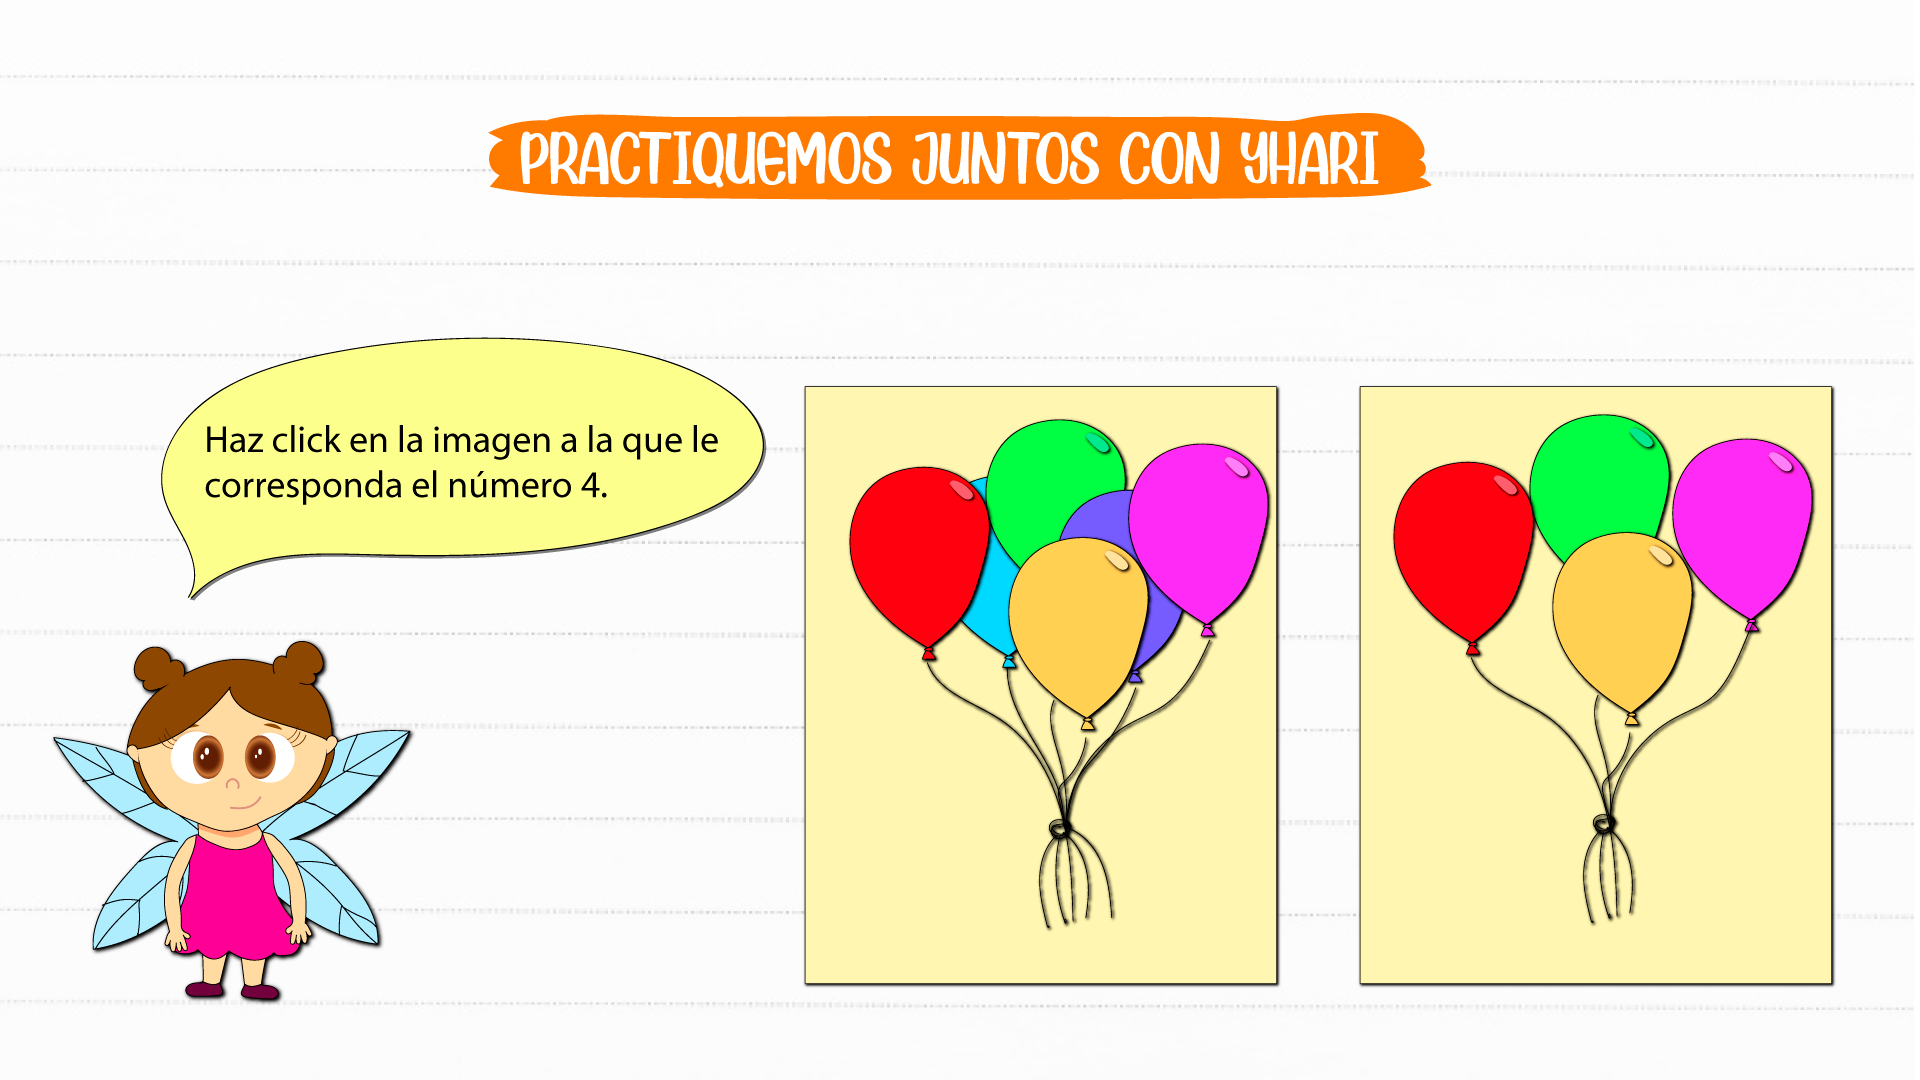 PRACTIQUEMOS JUNTOS CON YHARI
Haz click en la imagen a la que le
corresponda el número 4.